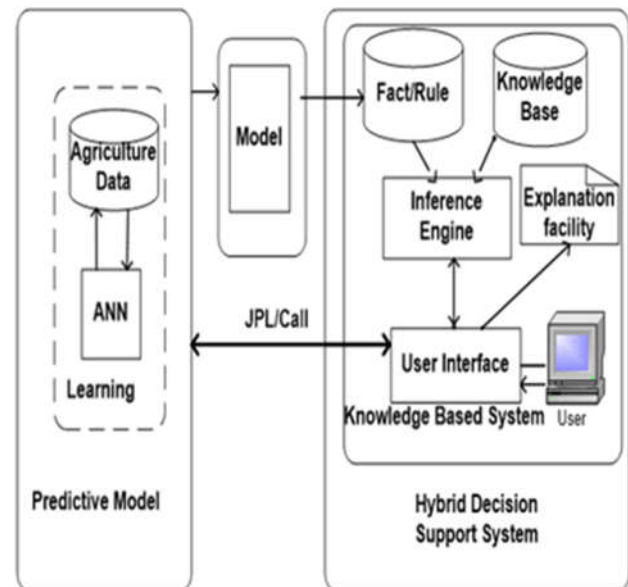 Agriculture
Data
ANN
Learning
Predictive Model
Model
JPL/Call
Fact/Rule
Knowledge
Base
Inference
Engine
Explanation
facility
User Interface
User
Knowledge Based System
Hybrid Decision
Support System